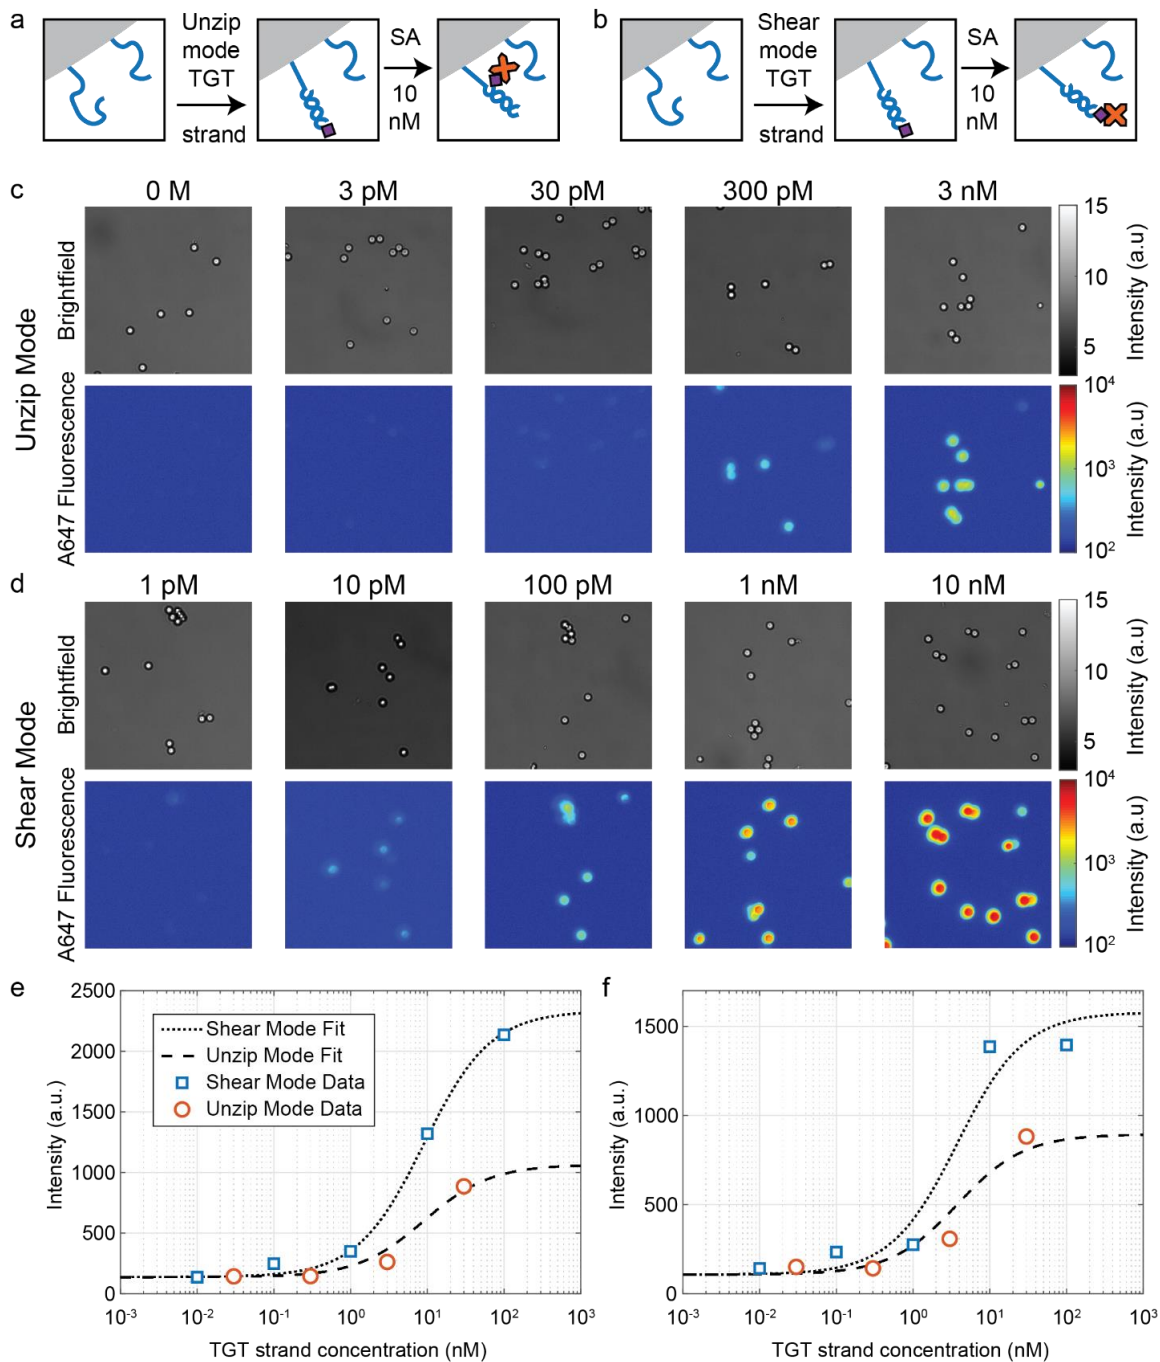 a
Unzip
mode
TGT
strand
SA
10
nM
b
Shear
mode
TGT
strand
SA
10
nM
c
0 M
3 pM
30 pM
300 pM
3 nM
Unzip Mode
Brightfield
15
10
5
Intensity (a.u)
A647 Fluorescence
10⁴
10³
10²
Intensity (a.u)
d
1 pM
10 pM
100 pM
1 nM
10 nM
Shear Mode
Brightfield
15
10
5
Intensity (a.u)
A647 Fluorescence
10⁴
10³
10²
Intensity (a.u)
e
2500
2000
1500
1000
500
0
Intensity (a.u.)
Shear Mode Fit
Unzip Mode Fit
Shear Mode Data
Unzip Mode Data
10⁻³ 10⁻² 10⁻¹ 10⁰ 10¹ 10² 10³
TGT strand concentration (nM)
f
1500
1000
500
0
Intensity (a.u.)
10⁻³ 10⁻² 10⁻¹ 10⁰ 10¹ 10² 10³
TGT strand concentration (nM)